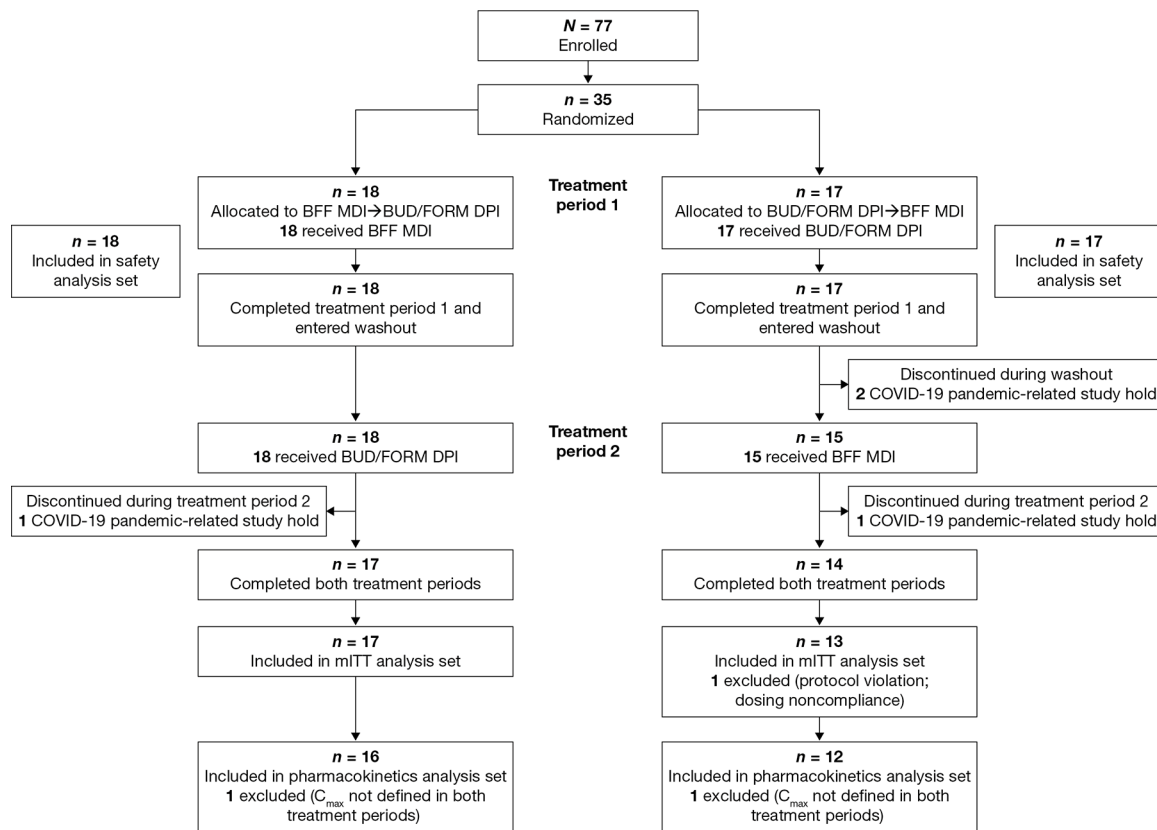 N = 77
Enrolled
n = 35
Randomized
Treatment
period 1
n = 18
Allocated to BFF MDI→BUD/FORM DPI
18 received BFF MDI
n = 17
Allocated to BUD/FORM DPI→BFF MDI
17 received BUD/FORM DPI
n = 18
Included in safety
analysis set
n = 17
Included in safety
analysis set
n = 18
Completed treatment period 1 and
entered washout
n = 17
Completed treatment period 1 and
entered washout
Discontinued during washout
2 COVID-19 pandemic-related study hold
Treatment
period 2
n = 18
18 received BUD/FORM DPI
n = 15
15 received BFF MDI
Discontinued during treatment period 2
1 COVID-19 pandemic-related study hold
Discontinued during treatment period 2
1 COVID-19 pandemic-related study hold
n = 17
Completed both treatment periods
n = 14
Completed both treatment periods
n = 17
Included in mITT analysis set
n = 13
Included in mITT analysis set
1 excluded (protocol violation;
dosing noncompliance)
n = 16
Included in pharmacokinetics analysis set
1 excluded (Cmax not defined in both
treatment periods)
n = 12
Included in pharmacokinetics analysis set
1 excluded (Cmax not defined in both
treatment periods)